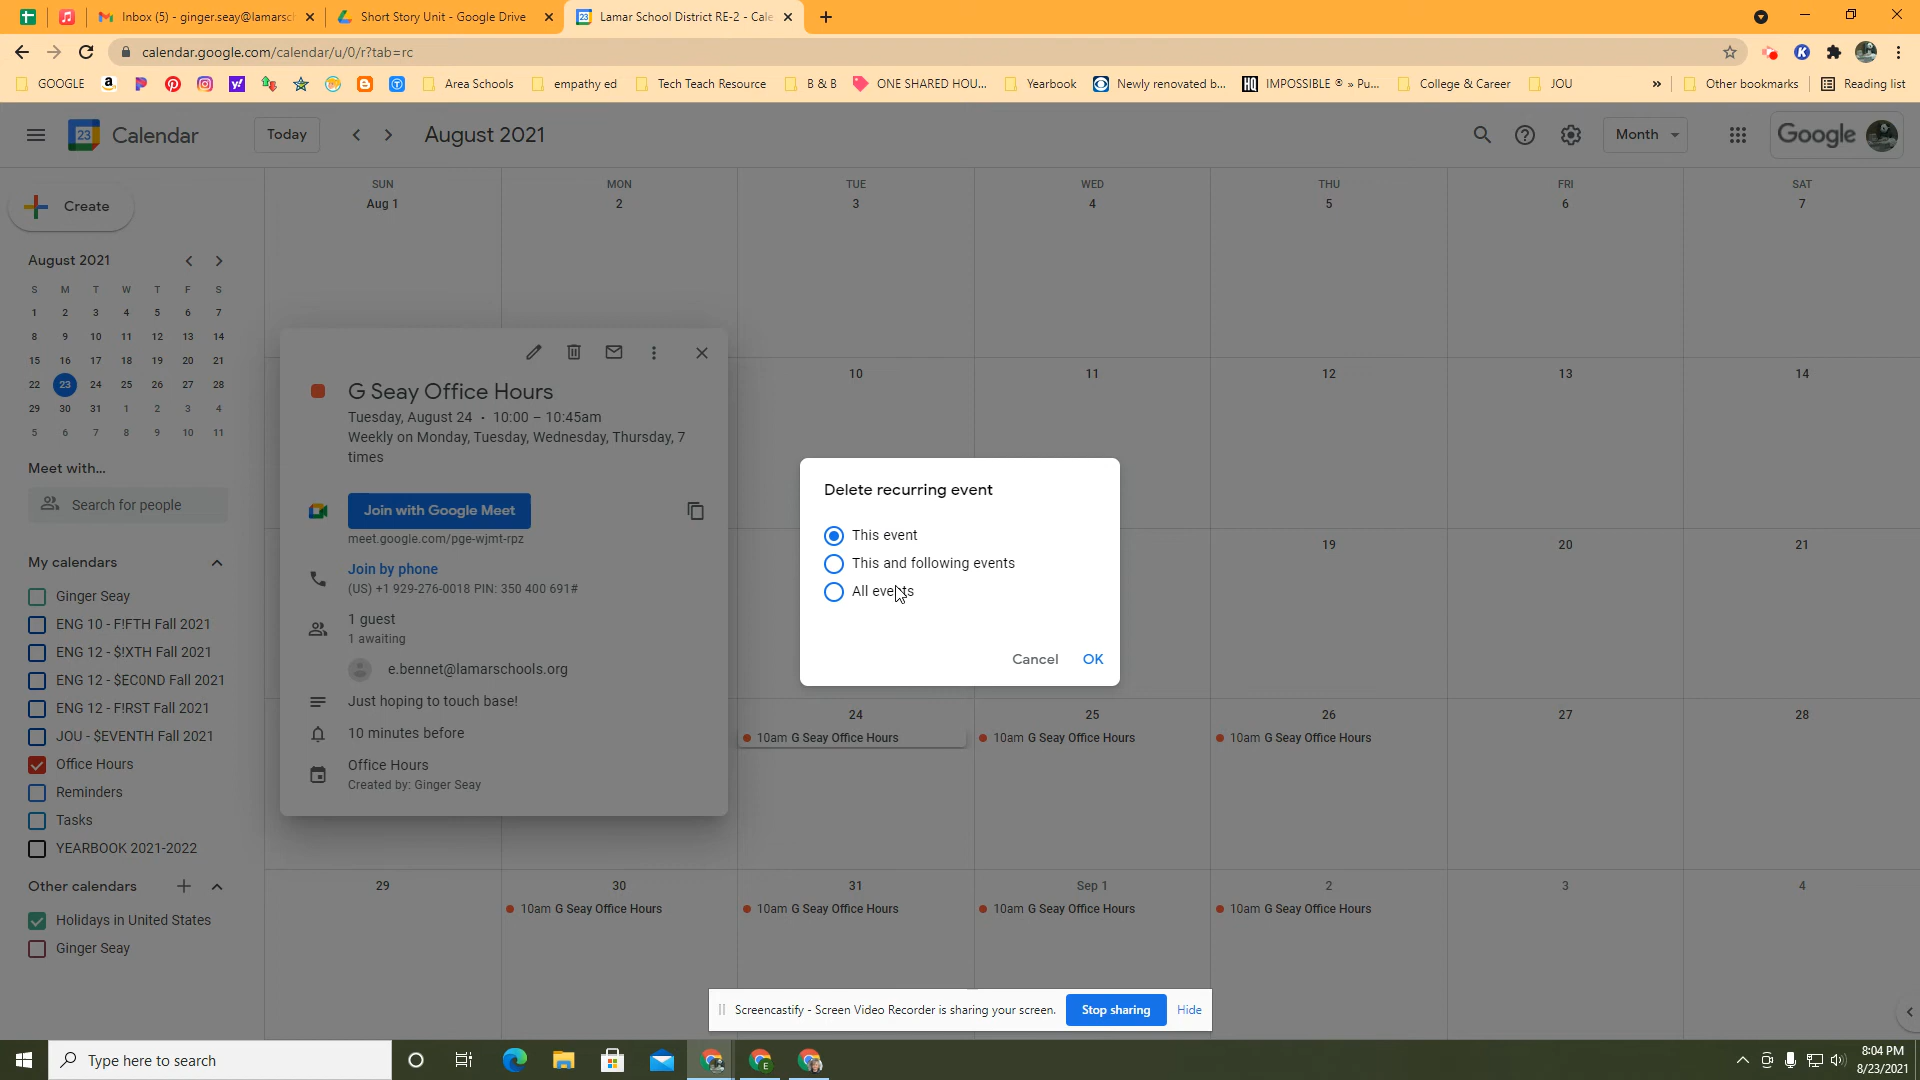 Inbox (5) - ginger.seay@lamarsc
Short Story Unit - Google Drive
Lamar School District RE-2 - Cale
calendar.google.com/calendar/u/0/r?tab=rc
GOOGLE
Area Schools
empathy ed
Tech Teach Resource
B & B
ONE SHARED HOU...
Yearbook
Newly renovated b...
IMPOSSIBLE ® » Pu...
College & Career
JOU
»
Other bookmarks
Reading list
23
Calendar
Today
August 2021
Month
Google
Create
SUN MON TUE WED THU FRI SAT
Aug 1 2 3 4 5 6 7
August 2021
S M T W T F S
1 2 3 4 5 6 7
8 9 10 11 12 13 14
15 16 17 18 19 20 21
22 23 24 25 26 27 28
29 30 31 1 2 3 4
5 6 7 8 9 10 11
Meet with...
Search for people
My calendars
Ginger Seay
ENG 10 - F!FTH Fall 2021
ENG 12 - $!XTH Fall 2021
ENG 12 - $EC0ND Fall 2021
ENG 12 - F!RST Fall 2021
JOU - $EVENTH Fall 2021
Office Hours
Reminders
Tasks
YEARBOOK 2021-2022
Other calendars
Holidays in United States
Ginger Seay
G Seay Office Hours
Tuesday, August 24 · 10:00 – 10:45am
Weekly on Monday, Tuesday, Wednesday, Thursday, 7
times
Join with Google Meet
meet.google.com/pge-wjmt-rpz
Join by phone
(US) +1 929-276-0018 PIN: 350 400 691#
1 guest
1 awaiting
e.bennet@lamarschools.org
Just hoping to touch base!
10 minutes before
Office Hours
Created by: Ginger Seay
10 11 12 13 14
Delete recurring event
This event
This and following events
All events
Cancel OK
19 20 21
24 25 26 27 28
10am G Seay Office Hours
10am G Seay Office Hours
10am G Seay Office Hours
29 30 31 Sep 1 2 3 4
10am G Seay Office Hours
10am G Seay Office Hours
10am G Seay Office Hours
10am G Seay Office Hours
Screencastify - Screen Video Recorder is sharing your screen.
Stop sharing
Hide
Type here to search
8:04 PM
8/23/2021